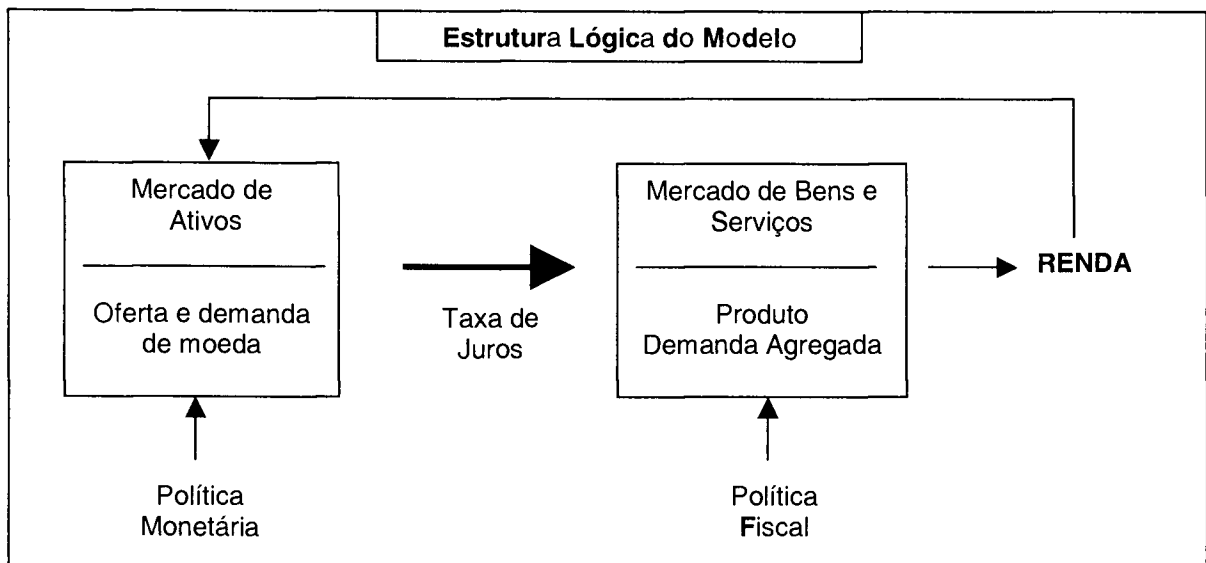 Estrutura Lógica do Modelo
Mercado de
Ativos
Oferta e demanda
de moeda
Taxa de
Juros
Mercado de Bens e
Serviços
Produto
Demanda Agregada
RENDA
Política
Monetária
Política
Fiscal